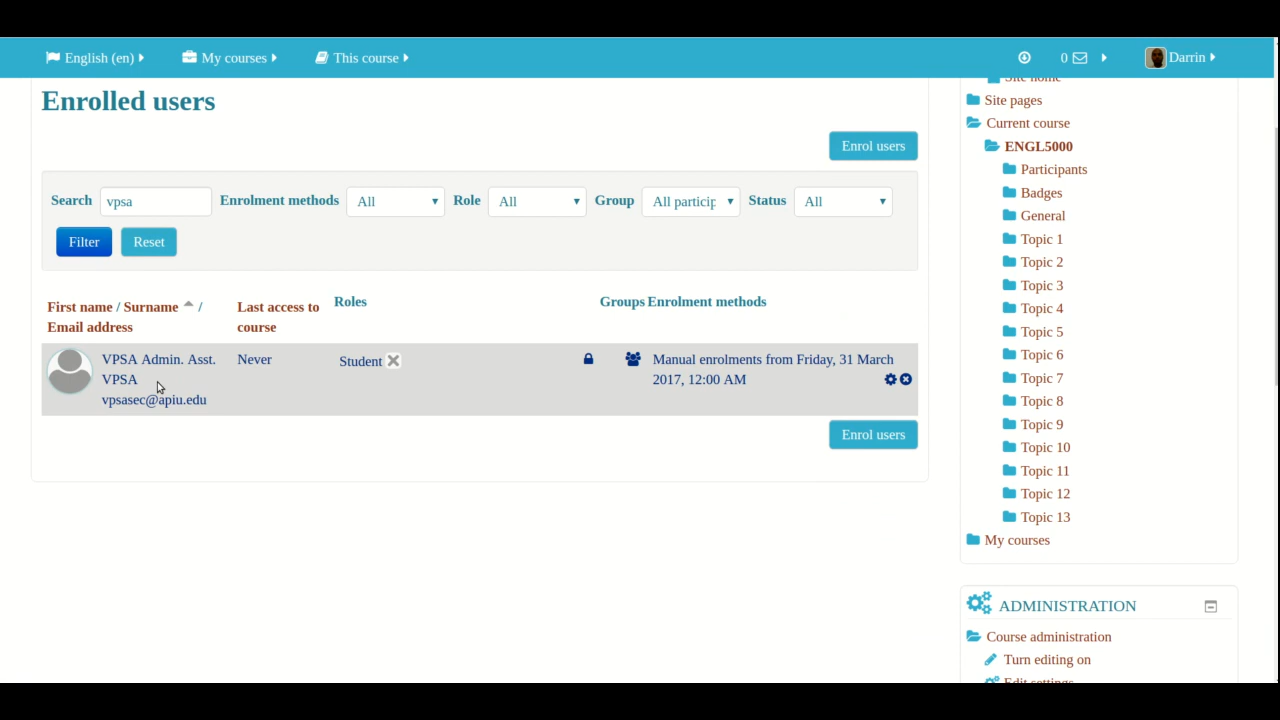 English (en) My courses This course 0 Darrin
Enrolled users
Enrol users
Search vpsa Enrolment methods All Role All Group All particip Status All
Filter Reset
First name / Surname / Last access to Roles Groups Enrolment methods
Email address course
VPSA Admin. Asst. Never Student Manual enrolments from Friday, 31 March
VPSA 2017, 12:00 AM
vpsasec@apiu.edu
Enrol users
Site home
Site pages
Current course
ENGL5000
Participants
Badges
General
Topic 1
Topic 2
Topic 3
Topic 4
Topic 5
Topic 6
Topic 7
Topic 8
Topic 9
Topic 10
Topic 11
Topic 12
Topic 13
My courses
ADMINISTRATION
Course administration
Turn editing on
Edit settings